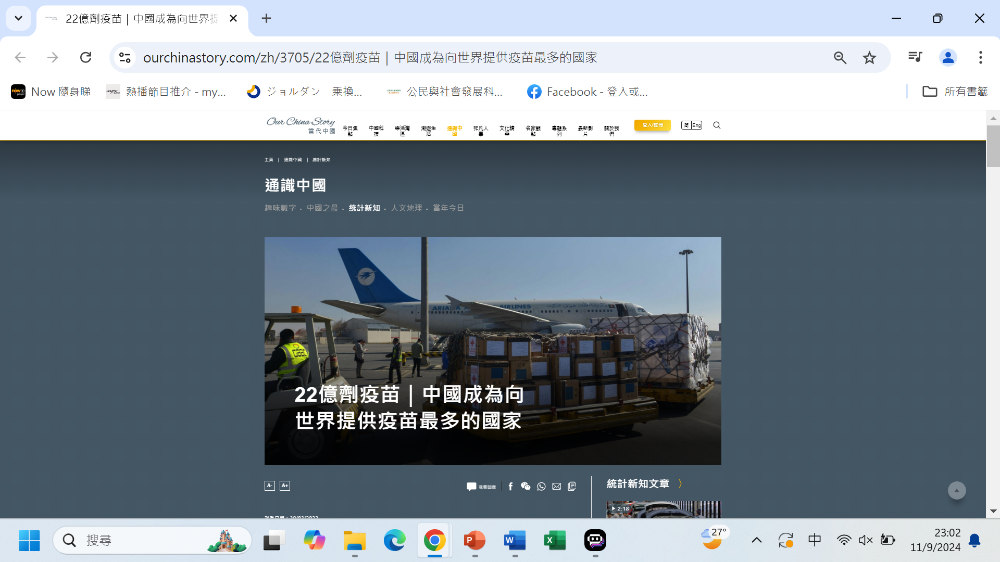 22億劑疫苗｜中國成為向世界提
ourchinastory.com/zh/3705/22億劑疫苗｜中國成為向世界提供疫苗最多的國家
Now 隨身睇
熱播節目推介 - my...
ジョルダン　乗換...
公民與社會發展科...
Facebook - 登入或...
所有書籤
Our China Story
當代中國
今日焦點
中國科技
樂活灣區
潮遊生活
通識中國
非凡人事
文化精華
名家觀點
專題系列
最新影片
關於我們
登入/註冊
简 Eng
主頁 | 通識中國 | 統計新知
通識中國
趣味數字 . 中國之最 . 統計新知 . 人文地理 . 當年今日
ARIANA
AIRLINES
22億劑疫苗｜中國成為向
世界提供疫苗最多的國家
A- A+
我要回應
統計新知文章
2:18
刊登日期 : 30/03/2022
搜尋
27°
中
23:02
11/9/2024